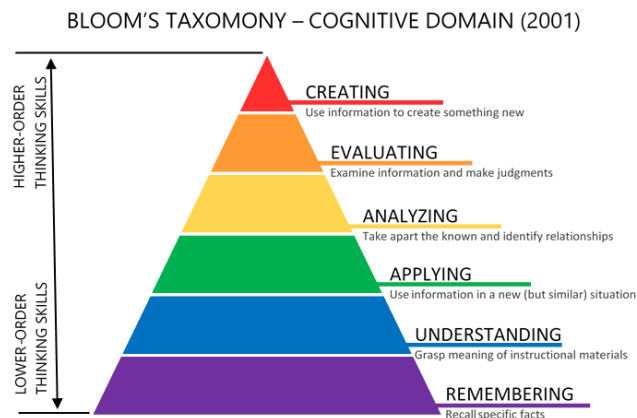 BLOOM'S TAXOMONY – COGNITIVE DOMAIN (2001)
HIGHER-ORDER
THINKING SKILLS
LOWER-ORDER
THINKING SKILLS
CREATING
Use information to create something new
EVALUATING
Examine information and make judgments
ANALYZING
Take apart the known and identify relationships
APPLYING
Use information in a new (but similar) situation
UNDERSTANDING
Grasp meaning of instructional materials
REMEMBERING
Recall specific facts